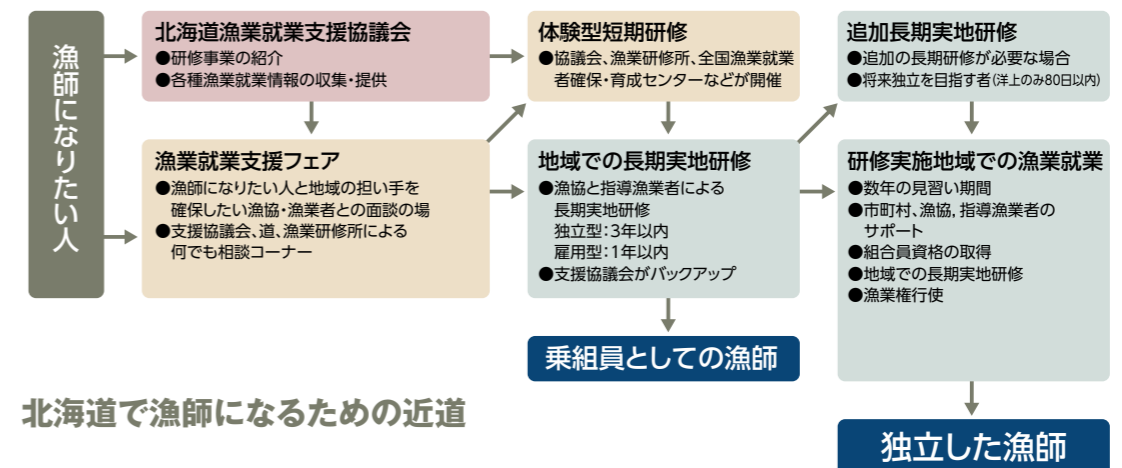 漁師になりたい人
北海道漁業就業支援協議会
●研修事業の紹介
●各種漁業就業情報の収集・提供
漁業就業支援フェア
●漁師になりたい人と地域の担い手を
確保したい漁協・漁業者との面談の場
●支援協議会、道、漁業研修所による
何でも相談コーナー
体験型短期研修
●協議会、漁業研修所、全国漁業就業
者確保・育成センターなどが開催
地域での長期実地研修
●漁協と指導漁業者による
長期実地研修
独立型：3年以内
雇用型：1年以内
●支援協議会がバックアップ
乗組員としての漁師
追加長期実地研修
●追加の長期研修が必要な場合
●将来独立を目指す者（洋上のみ80日以内）
研修実施地域での漁業就業
●数年の見習い期間
●市町村、漁協，指導漁業者の
サポート
●組合員資格の取得
●地域での長期実地研修
●漁業権行使
独立した漁師
北海道で漁師になるための近道